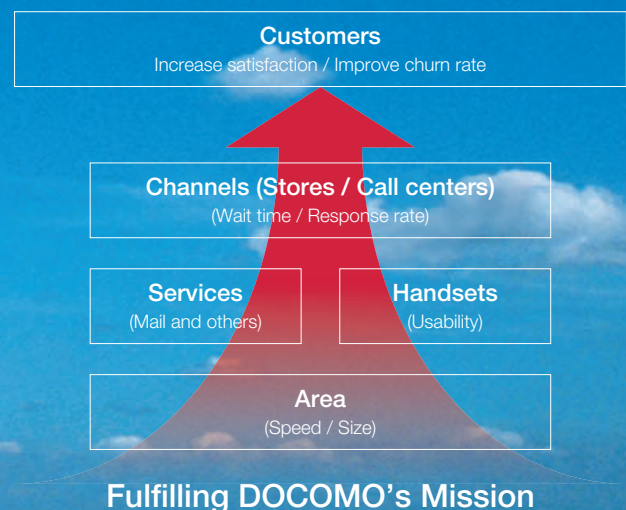 Customers
Increase satisfaction / Improve churn rate
Channels (Stores / Call centers)
(Wait time / Response rate)
Services
(Mail and others)
Handsets
(Usability)
Area
(Speed / Size)
Fulfilling DOCOMO's Mission